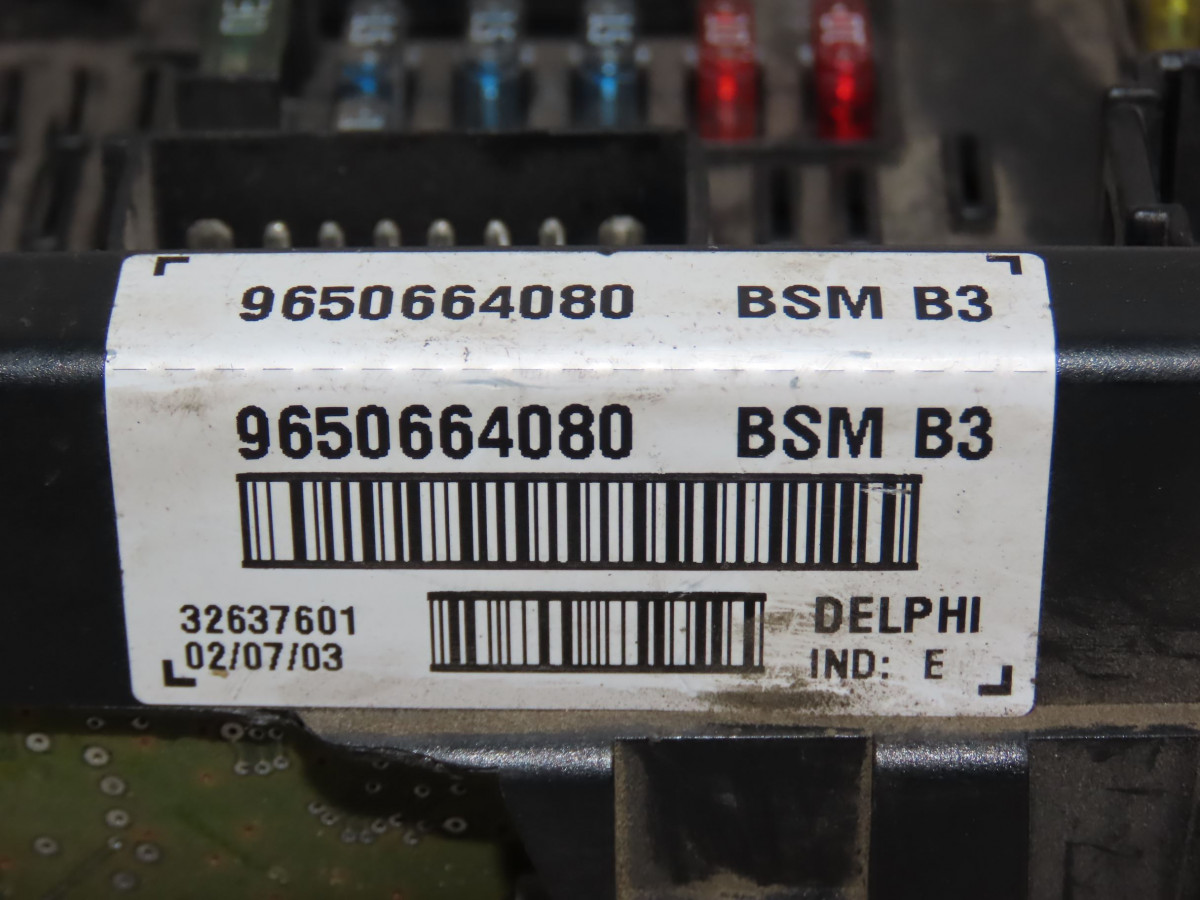 9650664080 BSM B3
9650664080 BSM B3
32637601
02/07/03
DELPHI
IND: E